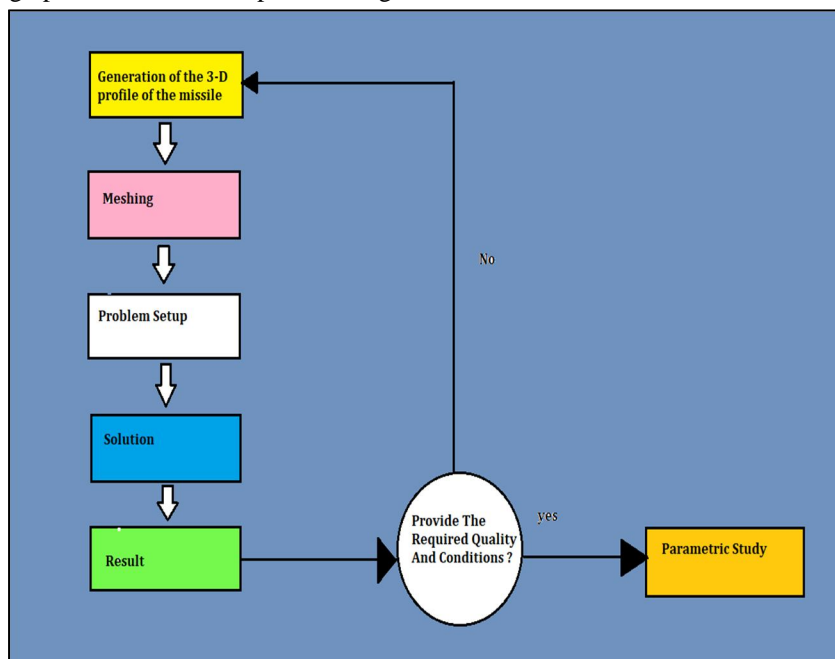 Generation of the 3-D
profile of the missile
Meshing
No
Problem Setup
Solution
Provide The
Required Quality
And Conditions ?
yes
Result
Parametric Study